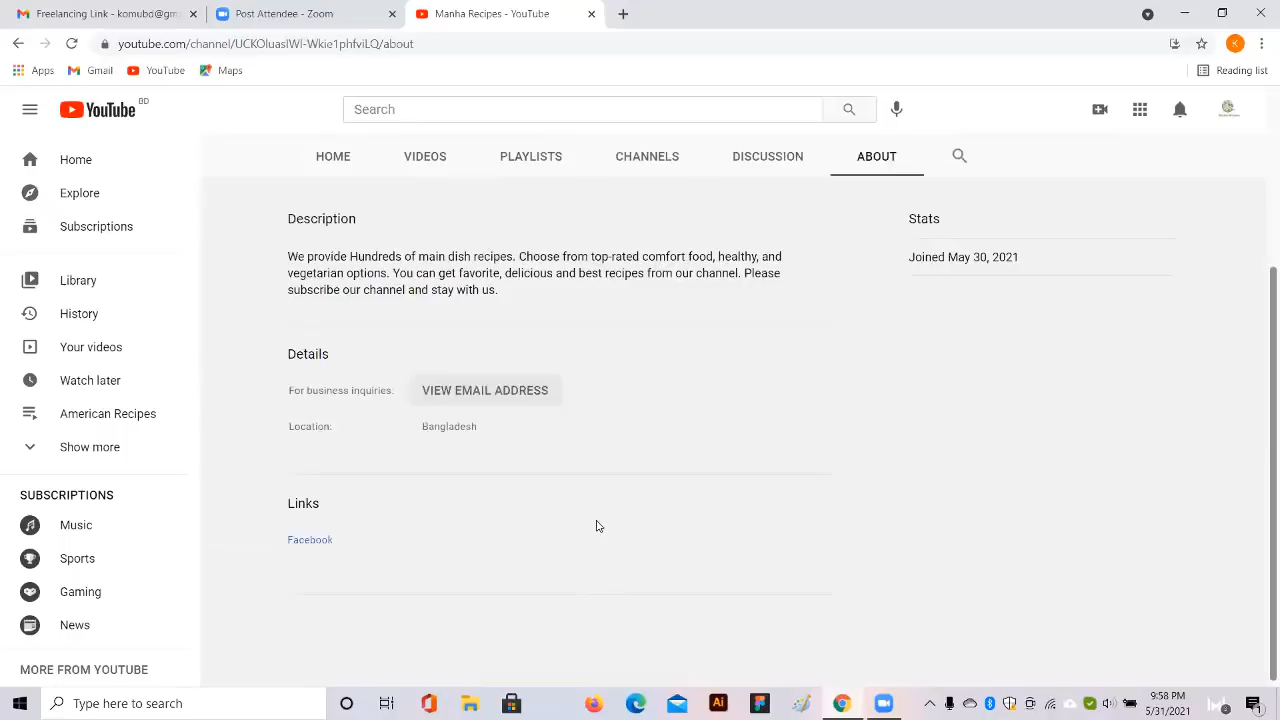 Freelancing - komubd@gm
Post Attendee - Zoom
Manha Recipes - YouTube
youtube.com/channel/UCKOIuasIWl-Wkie1phfviLQ/about
Apps
Gmail
YouTube
Maps
Reading list
YouTube BD
Search
HOME
VIDEOS
PLAYLISTS
CHANNELS
DISCUSSION
ABOUT
Home
Explore
Subscriptions
Library
History
Your videos
Watch later
American Recipes
Show more
SUBSCRIPTIONS
Music
Sports
Gaming
News
MORE FROM YOUTUBE
Description
We provide Hundreds of main dish recipes. Choose from top-rated comfort food, healthy, and
vegetarian options. You can get favorite, delicious and best recipes from our channel. Please
subscribe our channel and stay with us.
Details
For business inquiries:
VIEW EMAIL ADDRESS
Location:
Bangladesh
Links
Facebook
Stats
Joined May 30, 2021
Type here to search
9:58 PM
5/31/2021